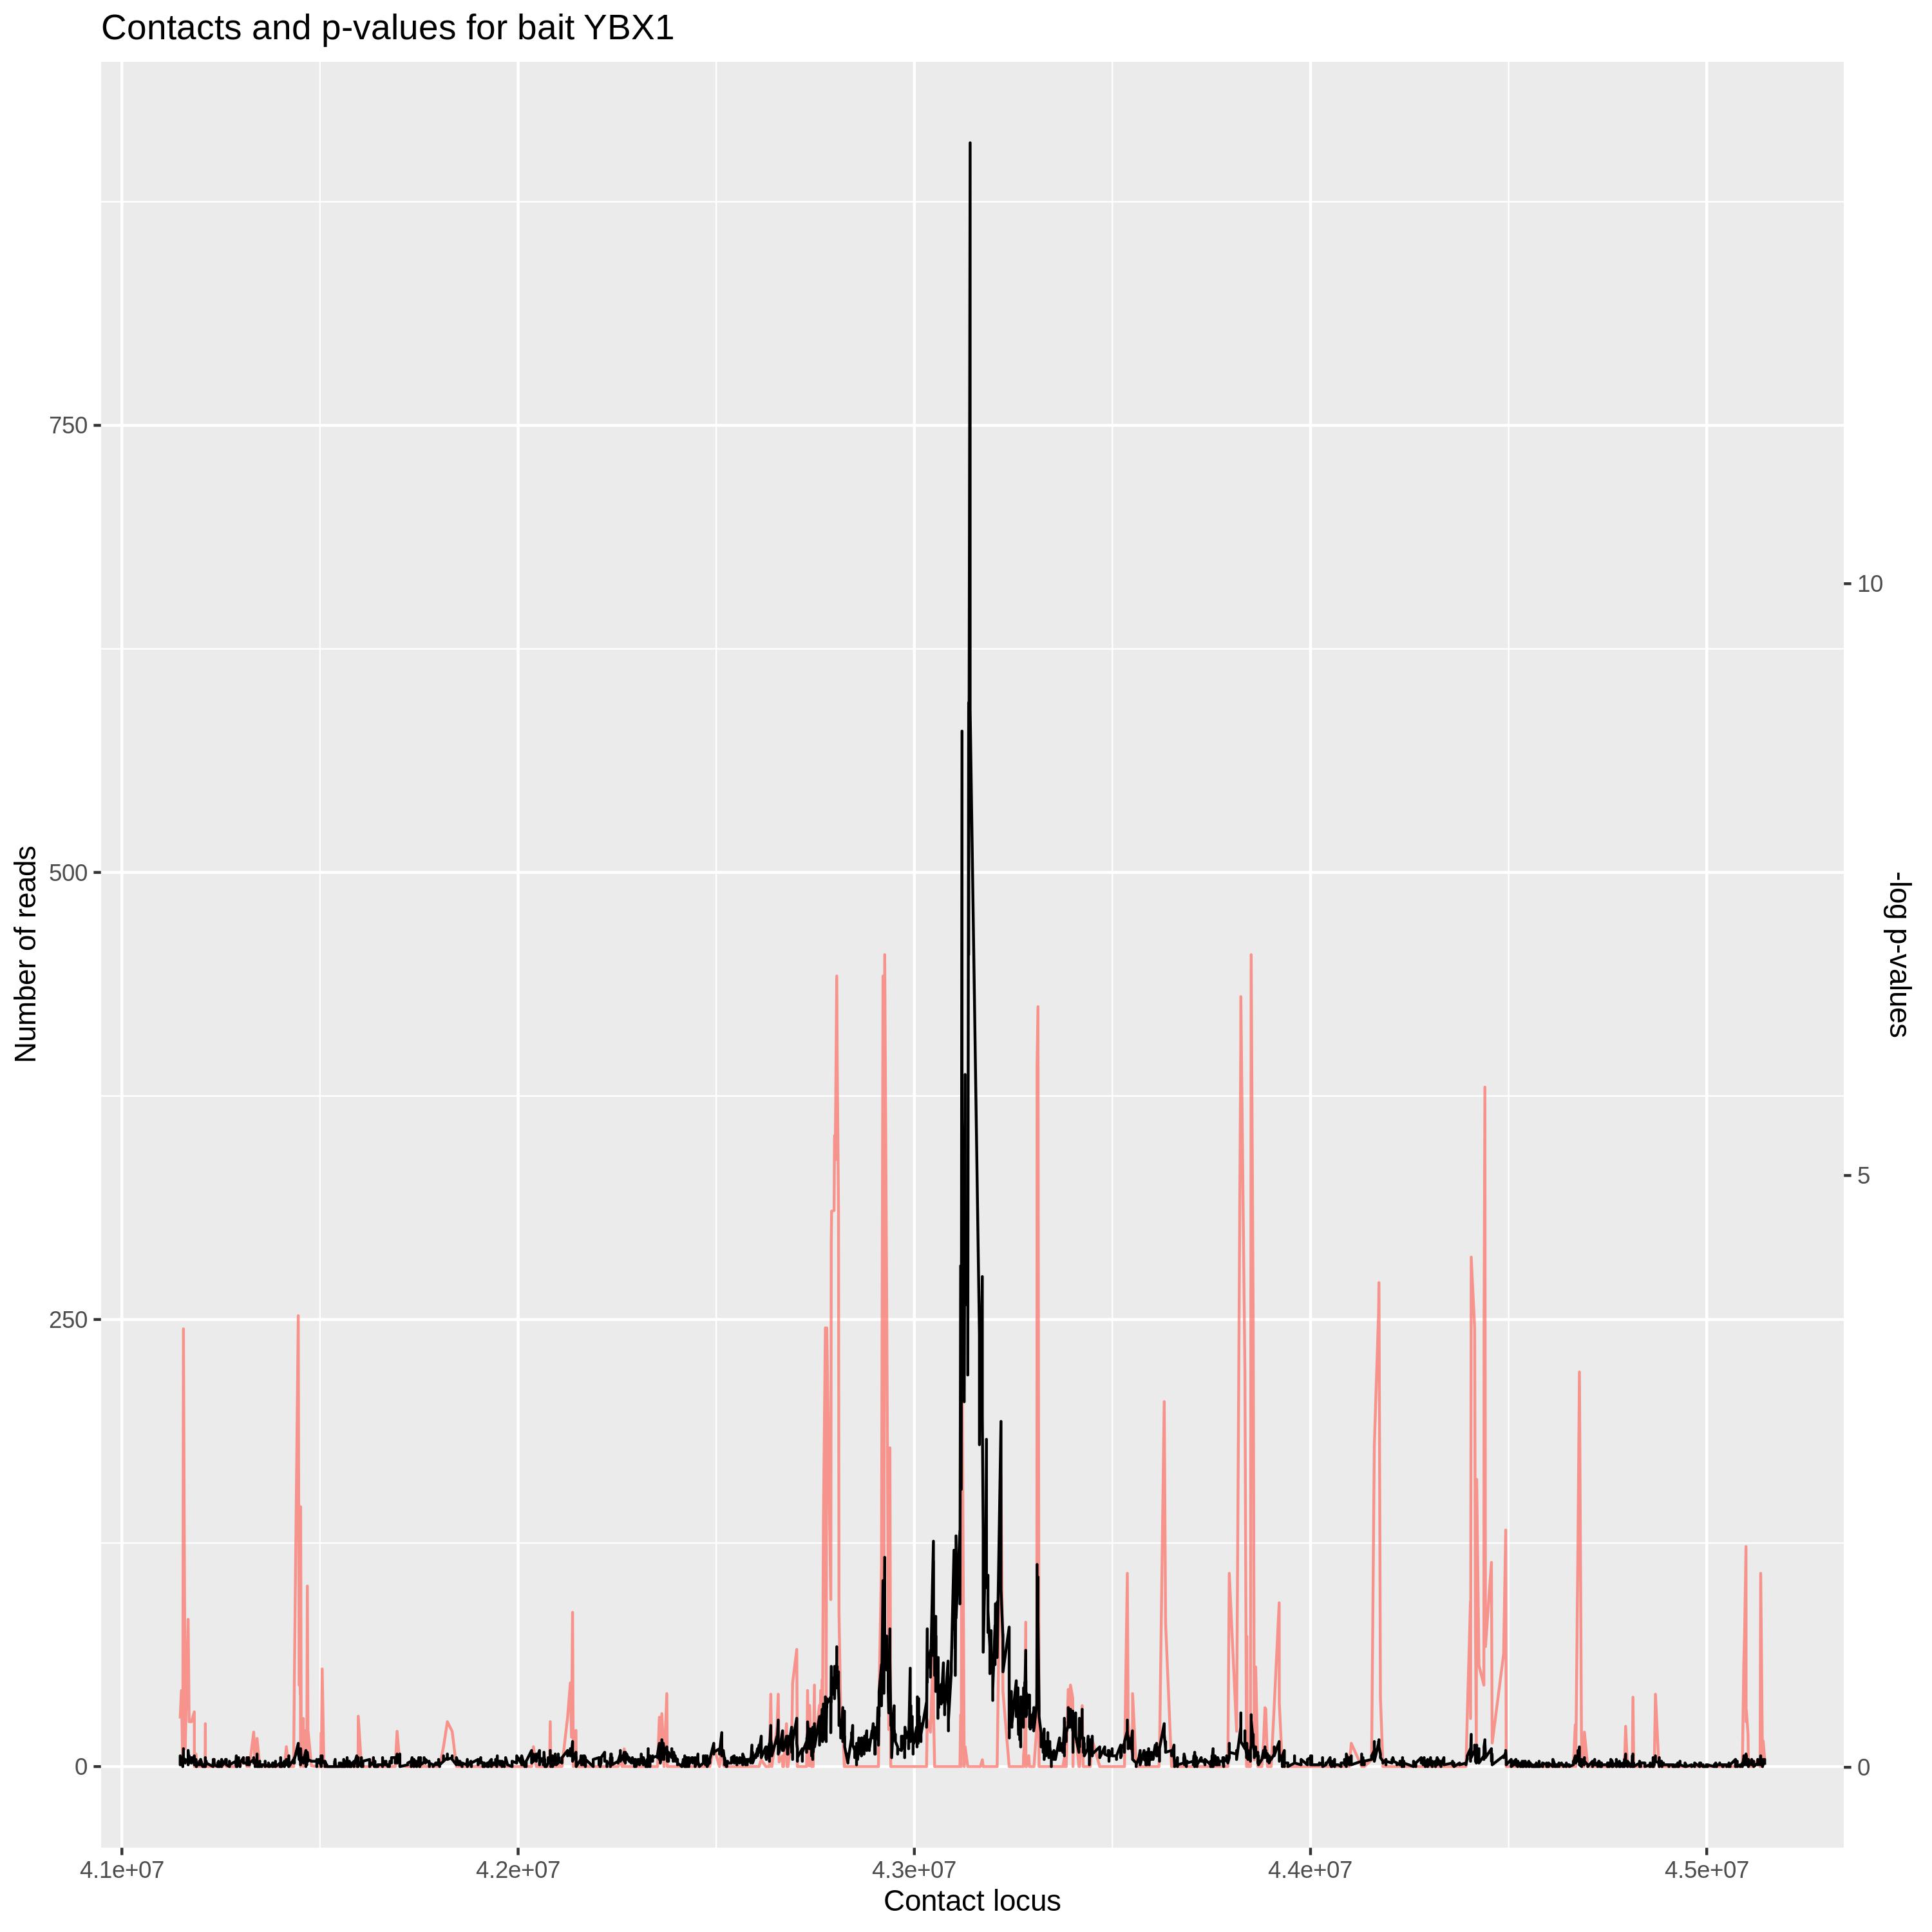 Contacts and p-values for bait YBX1
750
500
250
0
Number of reads
10
5
0
-log p-values
4.1e+07
4.2e+07
4.3e+07
4.4e+07
4.5e+07
Contact locus